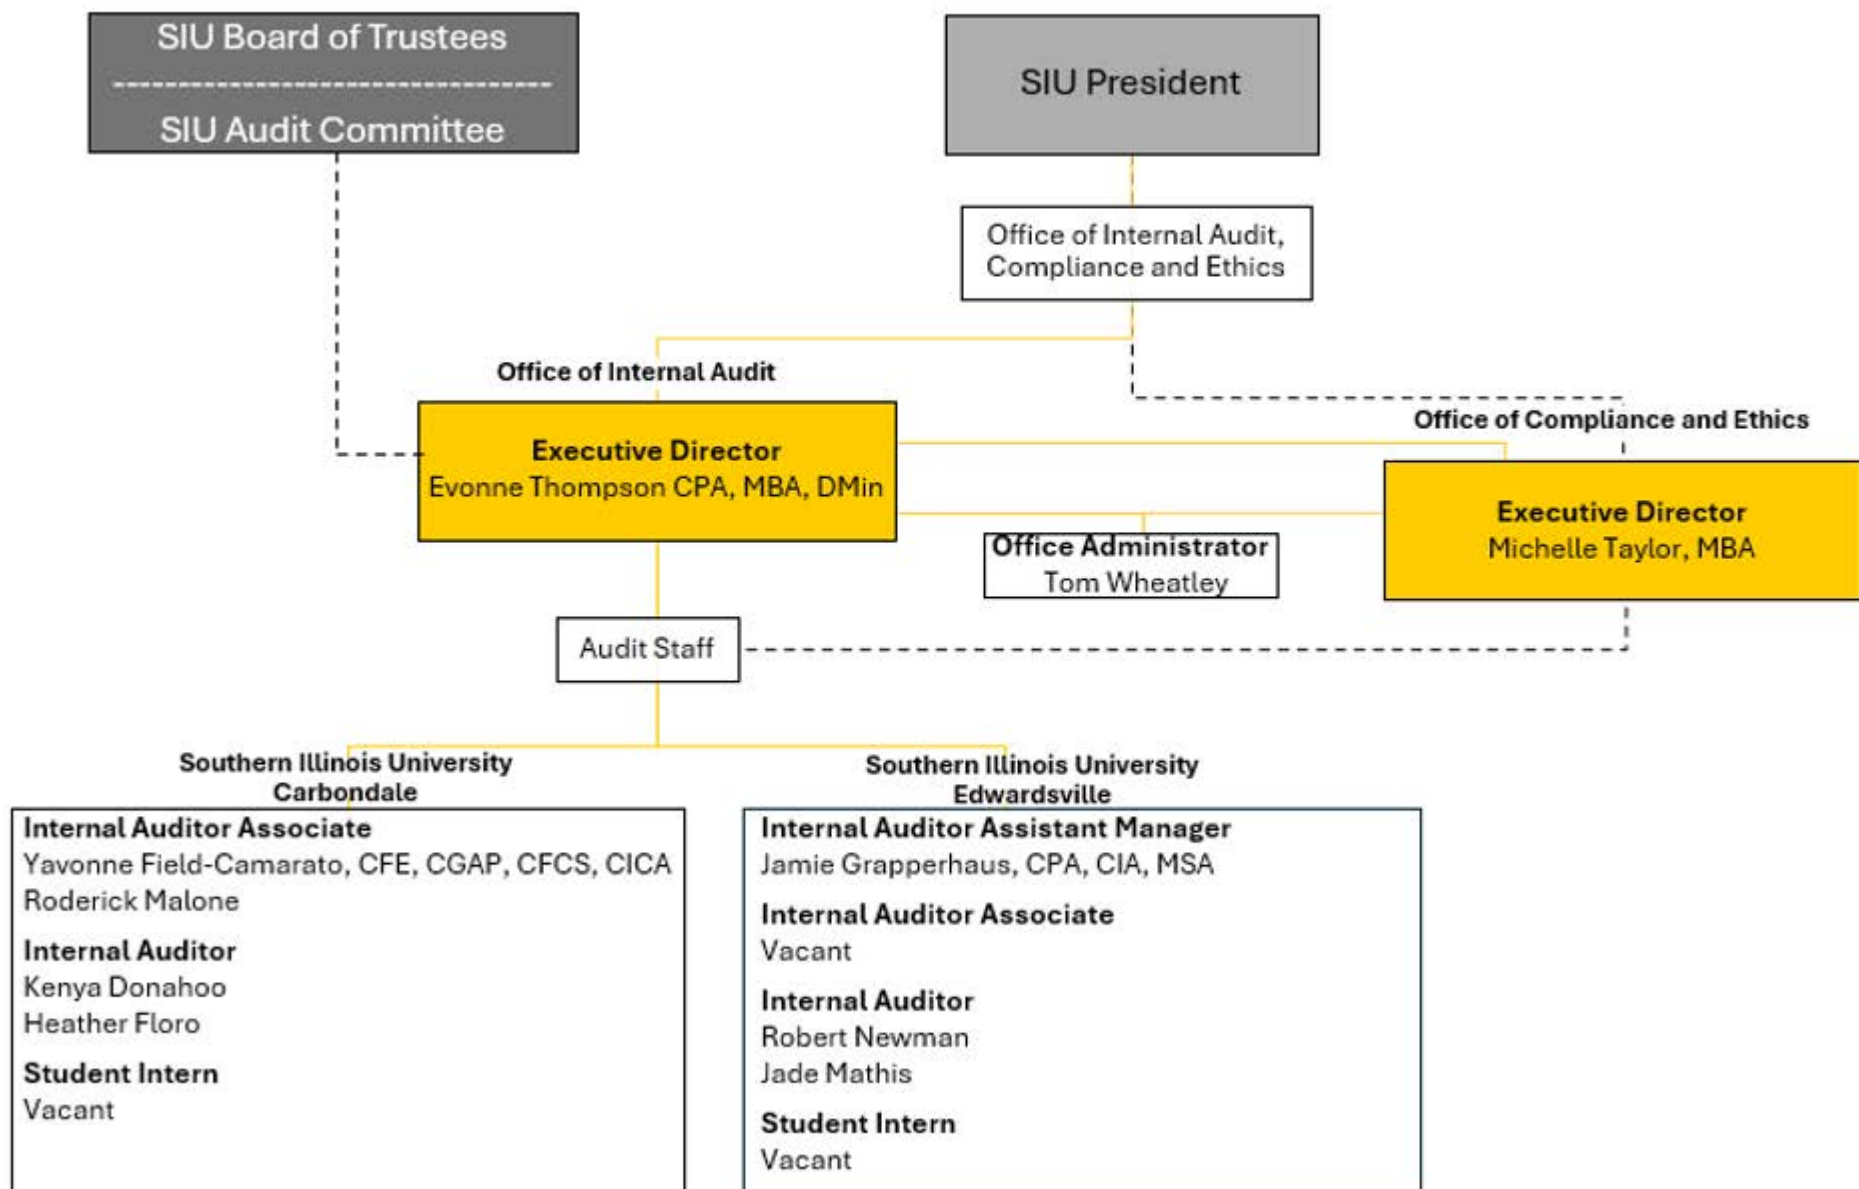 SIU Board of Trustees
----------------------------------
SIU Audit Committee
SIU President
Office of Internal Audit,
Compliance and Ethics
Office of Internal Audit
Executive Director
Evonne Thompson CPA, MBA, DMin
Office of Compliance and Ethics
Executive Director
Michelle Taylor, MBA
Office Administrator
Tom Wheatley
Audit Staff
Southern Illinois University
Carbondale
Internal Auditor Associate
Yavonne Field-Camarato, CFE, CGAP, CFCS, CICA
Roderick Malone
Internal Auditor
Kenya Donahoo
Heather Floro
Student Intern
Vacant
Southern Illinois University
Edwardsville
Internal Auditor Assistant Manager
Jamie Grapperhaus, CPA, CIA, MSA
Internal Auditor Associate
Vacant
Internal Auditor
Robert Newman
Jade Mathis
Student Intern
Vacant